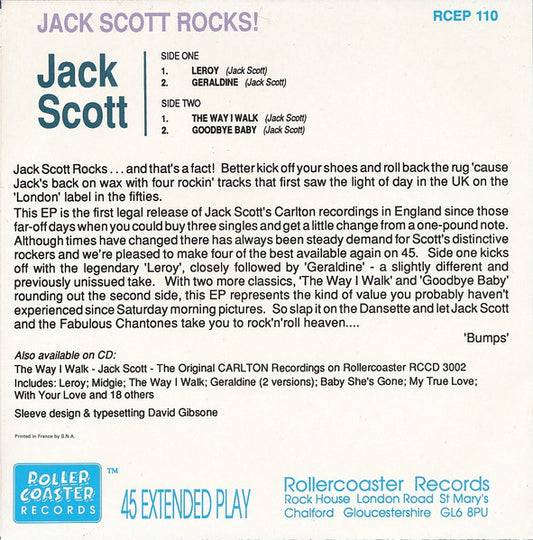 JACK SCOTT ROCKS!
RCEP 110
Jack
Scott
SIDE ONE
1. LEROY (Jack Scott)
2. GERALDINE (Jack Scott)
SIDE TWO
1. THE WAY I WALK (Jack Scott)
2. GOODBYE BABY (Jack Scott)
Jack Scott Rocks . . . and that's a fact! Better kick off your shoes and roll back the rug 'cause
Jack's back on wax with four rockin' tracks that first saw the light of day in the UK on the
'London' label in the fifties.
This EP is the first legal release of Jack Scott's Carlton recordings in England since those
far-off days when you could buy three singles and get a little change from a one-pound note.
Although times have changed there has always been steady demand for Scott's distinctive
rockers and we're pleased to make four of the best available again on 45. Side one kicks
off with the legendary 'Leroy', closely followed by 'Geraldine' - a slightly different and
previously unissued take. With two more classics, 'The Way I Walk' and 'Goodbye Baby'
rounding out the second side, this EP represents the kind of value you probably haven't
experienced since Saturday morning pictures. So slap it on the Dansette and let Jack Scott
and the Fabulous Chantones take you to rock'n'roll heaven....
'Bumps'
Also available on CD:
The Way I Walk - Jack Scott - The Original CARLTON Recordings on Rollercoaster RCCD 3002
Includes: Leroy; Midgie; The Way I Walk; Geraldine (2 versions); Baby She's Gone; My True Love;
With Your Love and 18 others
Sleeve design & typesetting David Gibsone
Printed in France by S.N.A.
ROLLER
COASTER
RECORDS
TM
45 EXTENDED PLAY
Rollercoaster Records
Rock House London Road St Mary's
Chalford Gloucestershire GL6 8PU